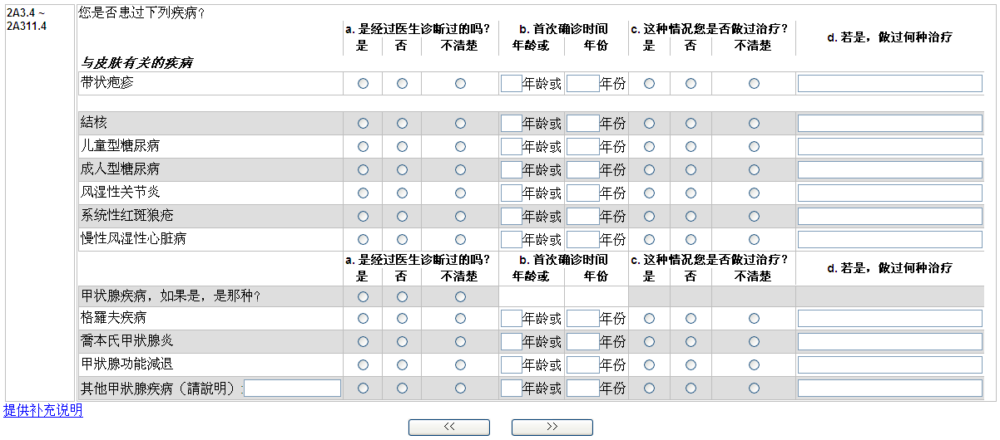 2A3.4 ~
2A311.4
您是否患过下列疾病?
a. 是经过医生诊断过的吗? b. 首次确诊时间 c. 这种情况您是否做过治疗? d. 若是，做过何种治疗
是 否 不清楚 年龄或 年份 是 否 不清楚
与皮肤有关的疾病
带状疱疹 年龄或 年份
結核 年龄或 年份
儿童型糖尿病 年龄或 年份
成人型糖尿病 年龄或 年份
风湿性关节炎 年龄或 年份
系统性红斑狼疮 年龄或 年份
慢性风湿性心脏病 年龄或 年份
a. 是经过医生诊断过的吗? b. 首次确诊时间 c. 这种情况您是否做过治疗? d. 若是，做过何种治疗
是 否 不清楚 年龄或 年份 是 否 不清楚
甲状腺疾病，如果是，是那种?
格羅夫疾病 年龄或 年份
喬本氏甲狀腺炎 年龄或 年份
甲狀腺功能減退 年龄或 年份
其他甲狀腺疾病（請說明）: 年龄或 年份
提供补充说明
<< >>